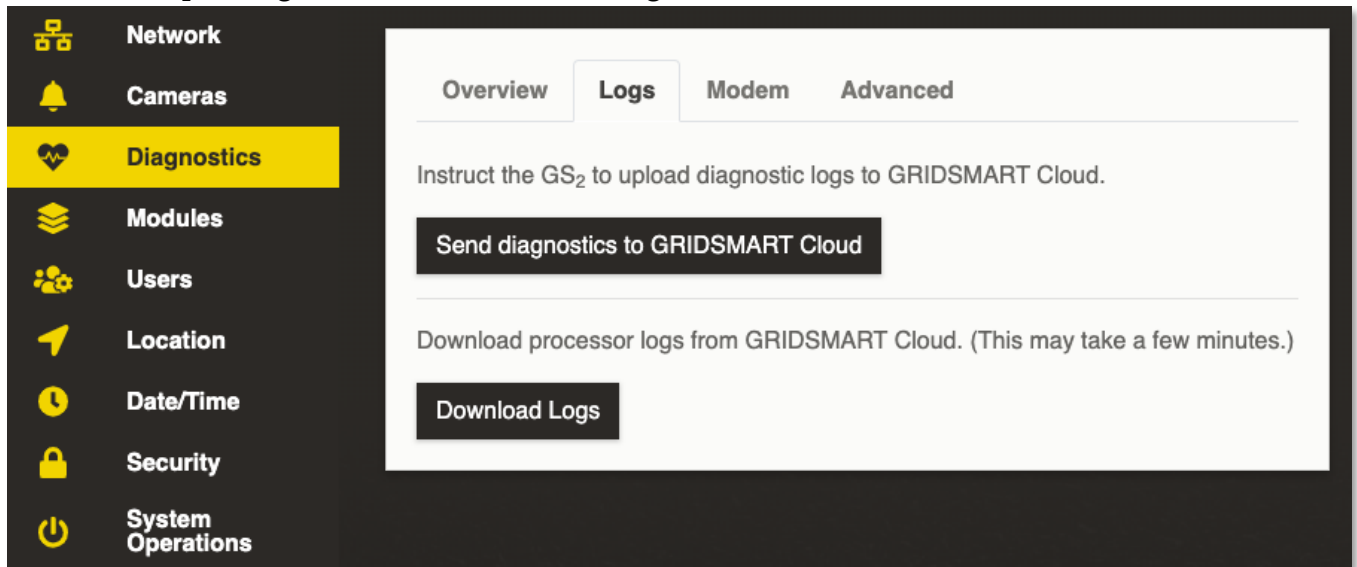 Network
Cameras
Diagnostics
Modules
Users
Location
Date/Time
Security
System
Operations
Overview Logs Modem Advanced
Instruct the GS₂ to upload diagnostic logs to GRIDSMART Cloud.
Send diagnostics to GRIDSMART Cloud
Download processor logs from GRIDSMART Cloud. (This may take a few minutes.)
Download Logs